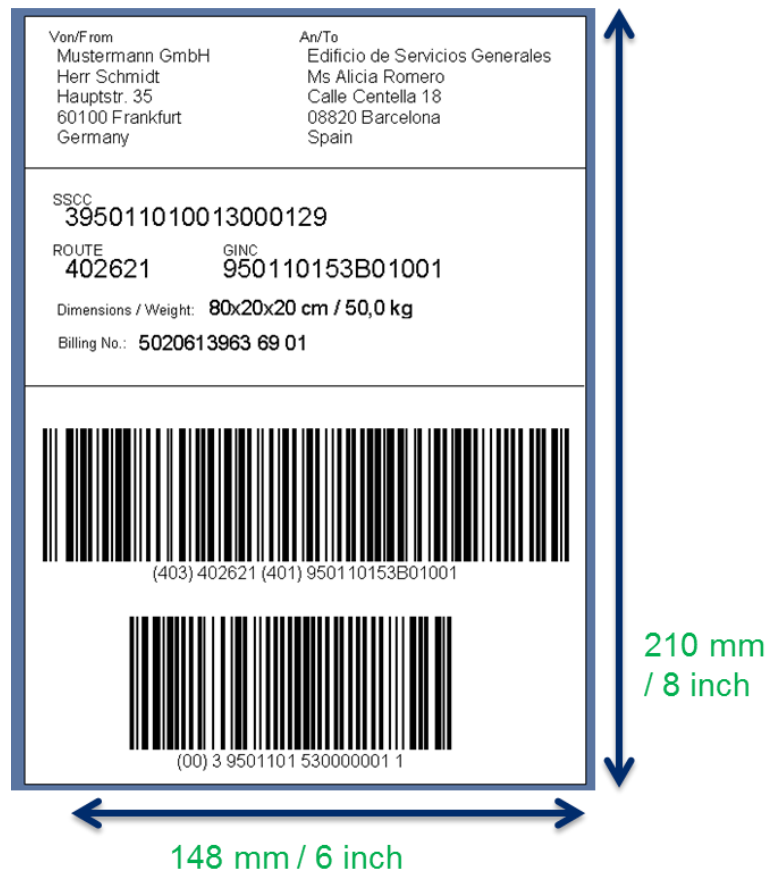 Von/From
Mustermann GmbH
Herr Schmidt
Hauptstr. 35
60100 Frankfurt
Germany
An/To
Edificio de Servicios Generales
Ms Alicia Romero
Calle Centella 18
08820 Barcelona
Spain
SSCC
395011010013000129
ROUTE
402621
GINC
950110153B01001
Dimensions / Weight: 80x20x20 cm / 50,0 kg
Billing No.: 5020613963 69 01
(403) 402621 (401) 950110153B01001
(00) 3 9501101 530000001 1
210 mm
/ 8 inch
148 mm / 6 inch